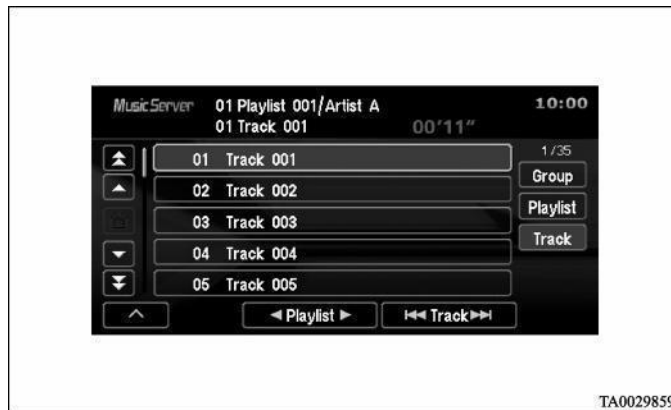 MusicServer 01 Playlist 001/Artist A 10:00
01 Track 001 00'11"
1/35
01 Track 001
02 Track 002
03 Track 003
04 Track 004
05 Track 005
Group
Playlist
Track
◄ Playlist ►
⏮ Track ⏭
TA0029859